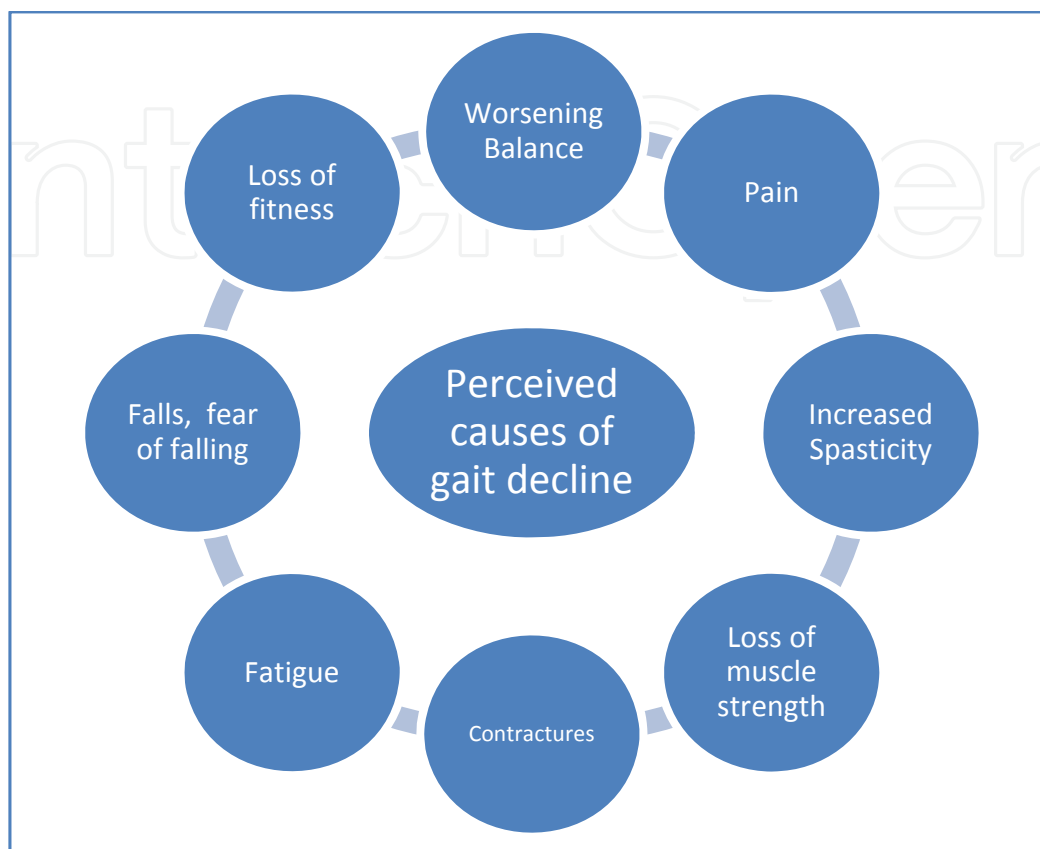 Worsening
Balance
Pain
Increased
Spasticity
Loss of
muscle
strength
Contractures
Fatigue
Falls, fear
of falling
Loss of
fitness
Perceived
causes of
gait decline